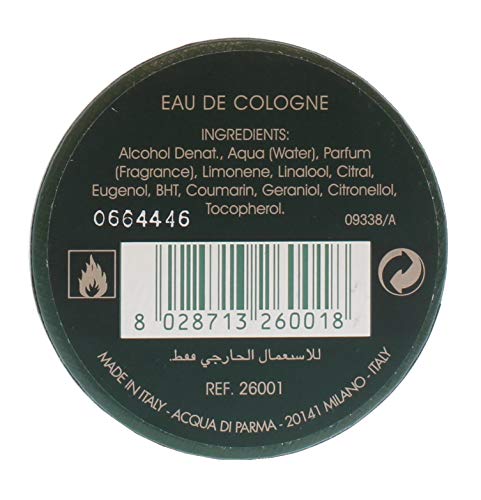 EAU DE COLOGNE
INGREDIENTS:
Alcohol Denat., Aqua (Water), Parfum
(Fragrance), Limonene, Linalool, Citral,
Eugenol, BHT, Coumarin, Geraniol, Citronellol,
Tocopherol.
0664446
09338/A
8 028713 260018
للاستعمال الخارجي فقط.
REF. 26001
MADE IN ITALY - ACQUA DI PARMA - 20141 MILANO - ITALY